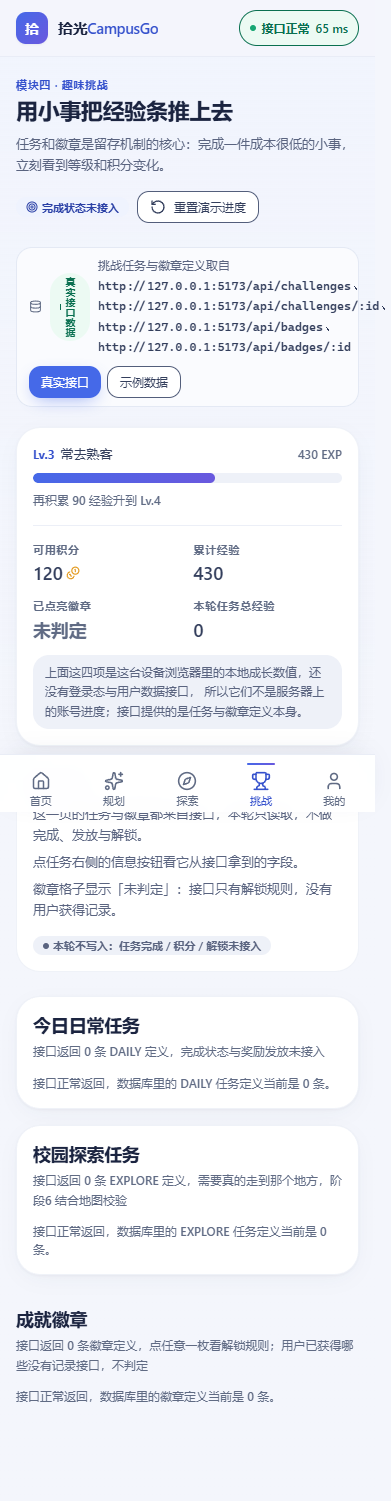 拾 拾光CampusGo 接口正常 65 ms
模块四 · 趣味挑战
用小事把经验条推上去
任务和徽章是留存机制的核心：完成一件成本很低的小事，
立刻看到等级和积分变化。
完成状态未接入 重置演示进度
真实接口数据
挑战任务与徽章定义取自
http://127.0.0.1:5173/api/challenges、
http://127.0.0.1:5173/api/challenges/:id、
http://127.0.0.1:5173/api/badges、
http://127.0.0.1:5173/api/badges/:id
真实接口 示例数据
Lv.3 常去熟客 430 EXP
再积累 90 经验升到 Lv.4
可用积分 累计经验
120 430
已点亮徽章 本轮任务总经验
未判定 0
上面这四项是这台设备浏览器里的本地成长数值，还
没有登录态与用户数据接口， 所以它们不是服务器上
的账号进度；接口提供的是任务与徽章定义本身。
首页 规划 探索 挑战 我的
这一页的任务与徽章都来自接口，本轮只读取，不做
完成、发放与解锁。
点任务右侧的信息按钮看它从接口拿到的字段。
徽章格子显示「未判定」：接口只有解锁规则，没有
用户获得记录。
本轮不写入：任务完成 / 积分 / 解锁未接入
今日日常任务
接口返回 0 条 DAILY 定义，完成状态与奖励发放未接入
接口正常返回，数据库里的 DAILY 任务定义当前是 0 条。
校园探索任务
接口返回 0 条 EXPLORE 定义，需要真的走到那个地方，阶
段6 结合地图校验
接口正常返回，数据库里的 EXPLORE 任务定义当前是 0
条。
成就徽章
接口返回 0 条徽章定义，点任意一枚看解锁规则；用户已获得哪
些没有记录接口，不判定
接口正常返回，数据库里的徽章定义当前是 0 条。